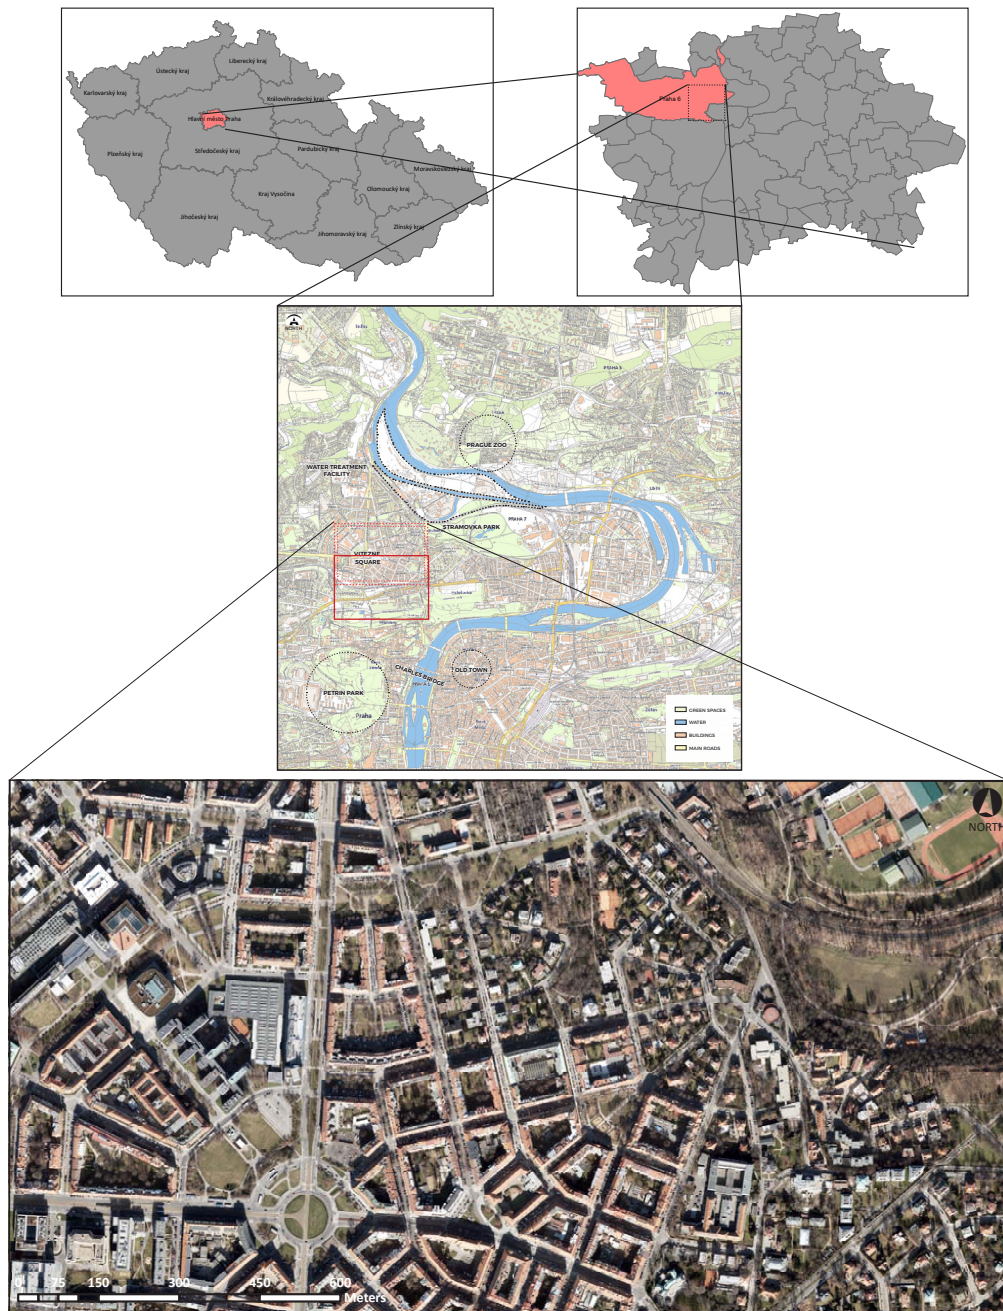 Ústecký kraj
Liberecký kraj
Karlovarský kraj
Královéhradecký kraj
Hlavní město Praha
Plzeňský kraj
Středočeský kraj
Pardubický kraj
Moravskoslezský kraj
Olomoucký kraj
Kraj Vysočina
Jihočeský kraj
Zlínský kraj
Jihomoravský kraj
Praha 6
NORTH
PRAHA 8
PRAGUE ZOO
WATER TREATMENT
FACILITY
PRAHA 7
STRAMOVKA PARK
VITEZNE
SQUARE
CHARLES BRIDGE
OLD TOWN
PETRIN PARK
Praha
GREEN SPACES
WATER
BUILDINGS
MAIN ROADS
NORTH
0 75 150 300 450 600
Meters